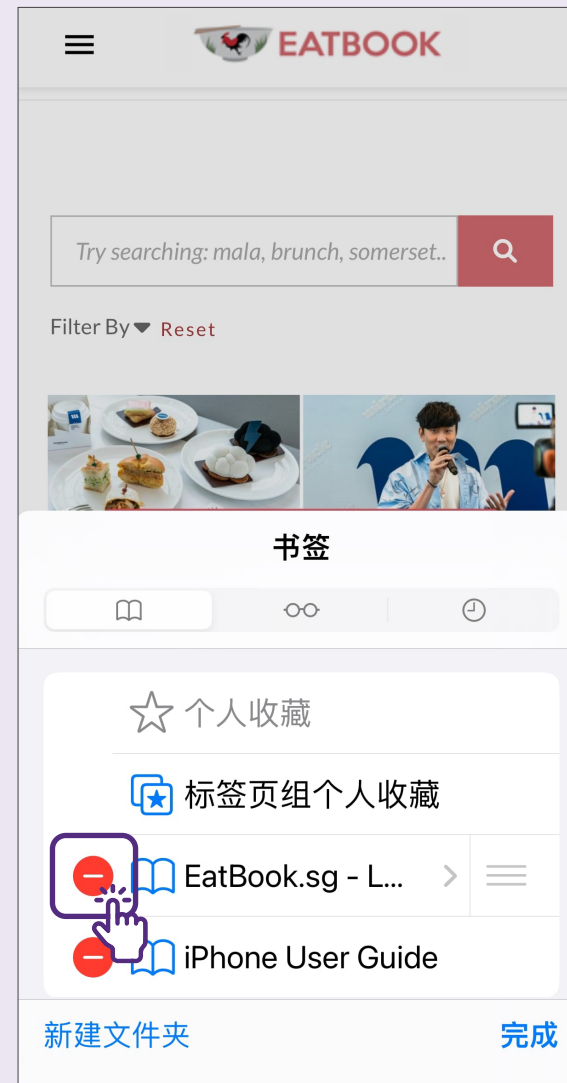 EATBOOK
Try searching: mala, brunch, somerset..
Filter By Reset
书签
个人收藏
标签页组个人收藏
EatBook.sg - L...
iPhone User Guide
新建文件夹
完成